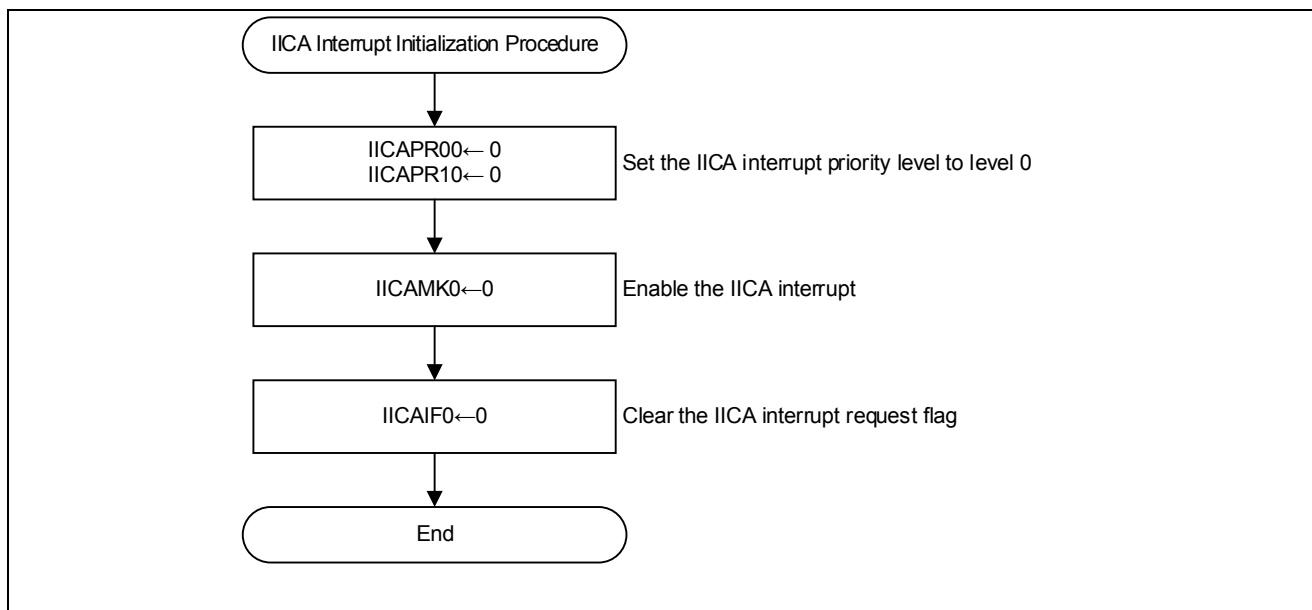 IICA Interrupt Initialization Procedure
IICAPR00← 0
IICAPR10← 0
Set the IICA interrupt priority level to level 0
IICAMK0←0
Enable the IICA interrupt
IICAIF0←0
Clear the IICA interrupt request flag
End